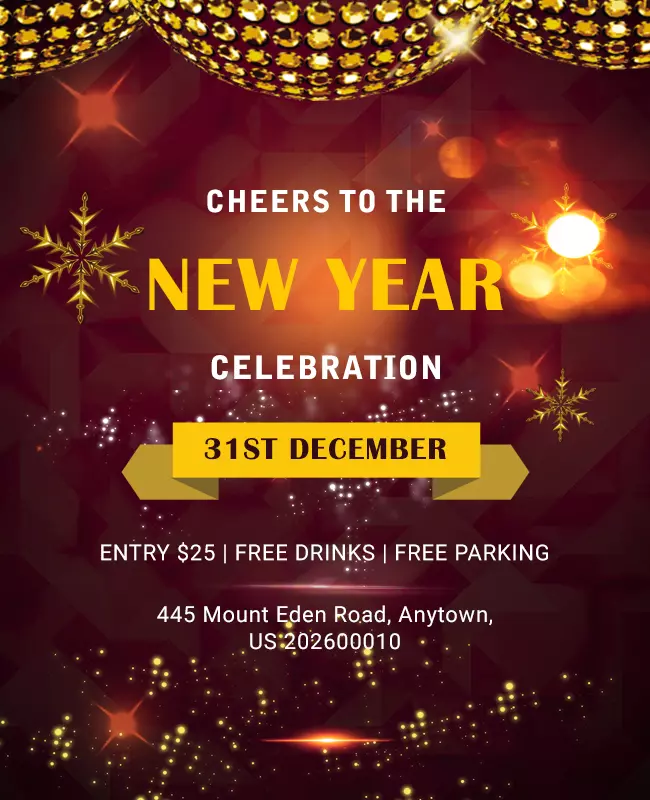 CHEERS TO THE
NEW YEAR
CELEBRATION
31ST DECEMBER
ENTRY $25 | FREE DRINKS | FREE PARKING
445 Mount Eden Road, Anytown,
US 202600010